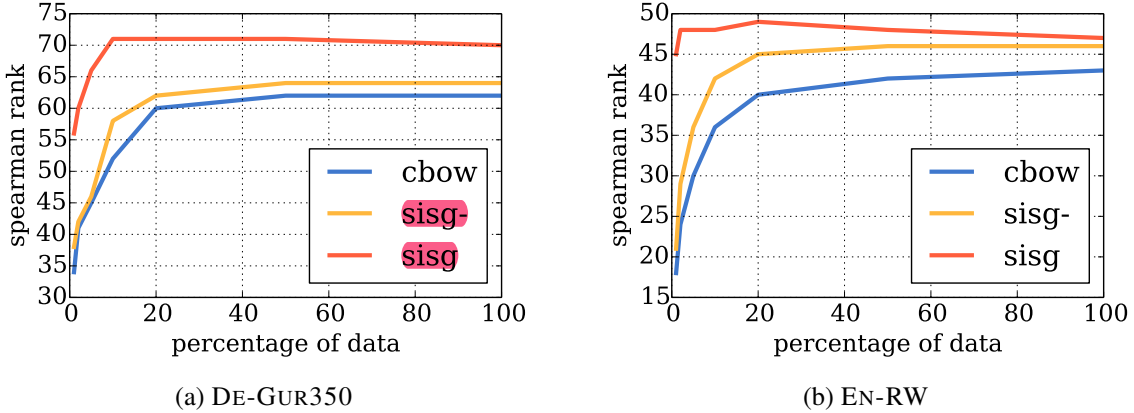 75
70
65
60
55
50
45
40
35
30
spearman rank
0 20 40 60 80 100
percentage of data
cbow
sisg-
sisg
(a) DE-GUR350
50
45
40
35
30
25
20
15
spearman rank
0 20 40 60 80 100
percentage of data
cbow
sisg-
sisg
(b) EN-RW